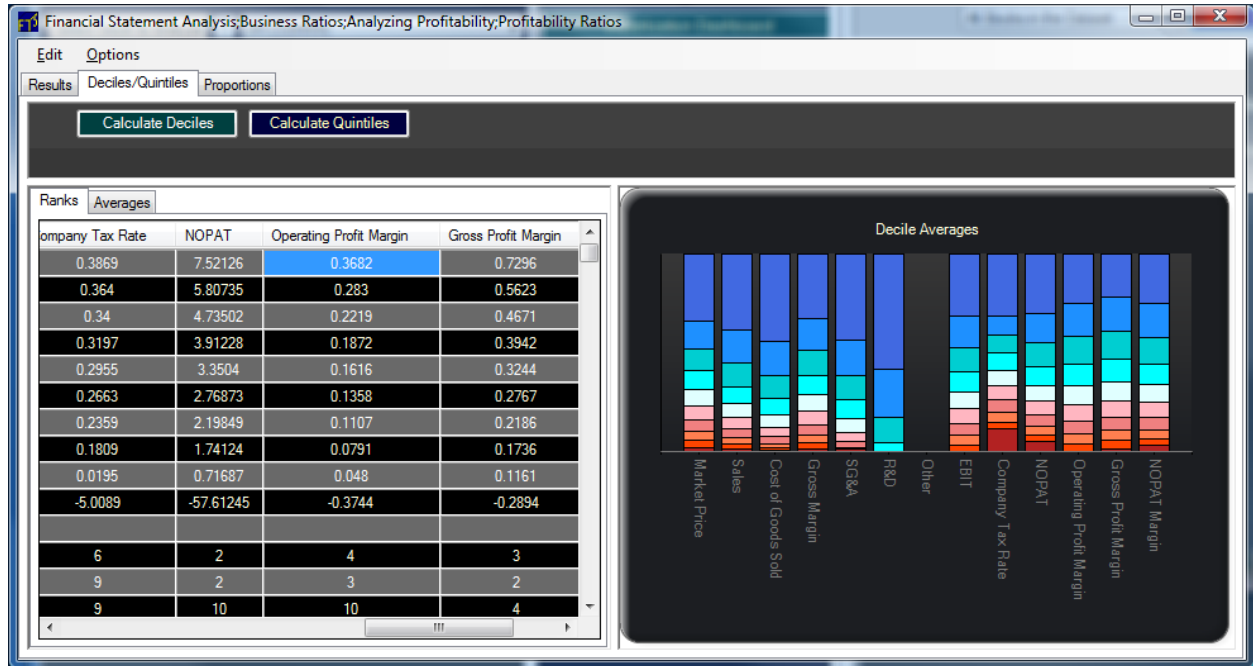 Financial Statement Analysis;Business Ratios;Analyzing Profitability;Profitability Ratios
Edit Options
Results Deciles/Quintiles Proportions
Calculate Deciles Calculate Quintiles
Ranks Averages
ompany Tax Rate NOPAT Operating Profit Margin Gross Profit Margin
0.3869 7.52126 0.3682 0.7296
0.364 5.80735 0.283 0.5623
0.34 4.73502 0.2219 0.4671
0.3197 3.91228 0.1872 0.3942
0.2955 3.3504 0.1616 0.3244
0.2663 2.76873 0.1358 0.2767
0.2359 2.19849 0.1107 0.2186
0.1809 1.74124 0.0791 0.1736
0.0195 0.71687 0.048 0.1161
-5.0089 -57.61245 -0.3744 -0.2894
6 2 4 3
9 2 3 2
9 10 10 4
Decile Averages
Market Price
Sales
Cost of Goods Sold
Gross Margin
SG&A
R&D
Other
EBIT
Company Tax Rate
NOPAT
Operating Profit Margin
Gross Profit Margin
NOPAT Margin